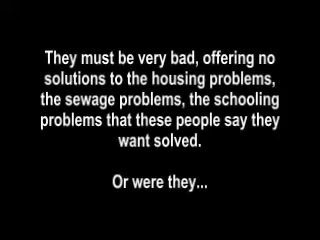 They must be very bad, offering no
solutions to the housing problems,
the sewage problems, the schooling
problems that these people say they
want solved.
Or were they...